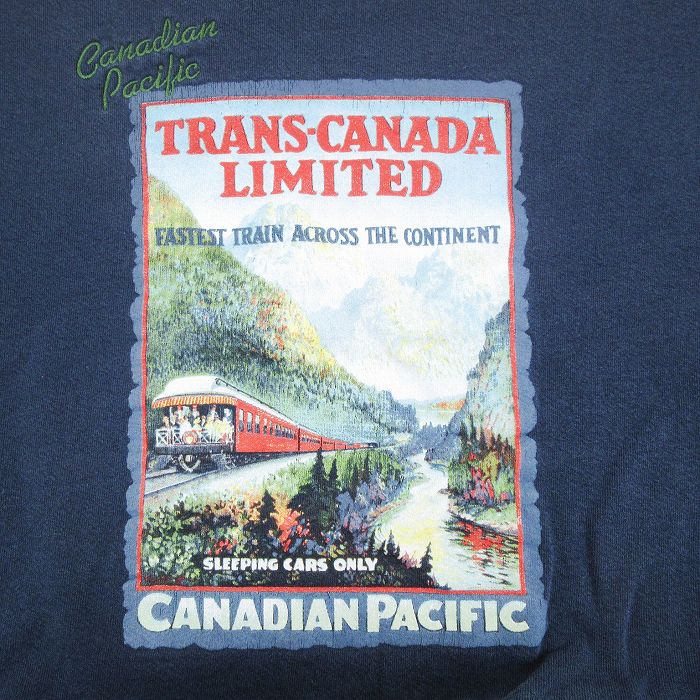 Canadian
Pacific
TRANS-CANADA
LIMITED
FASTEST TRAIN ACROSS THE CONTINENT
SLEEPING CARS ONLY
CANADIAN PACIFIC